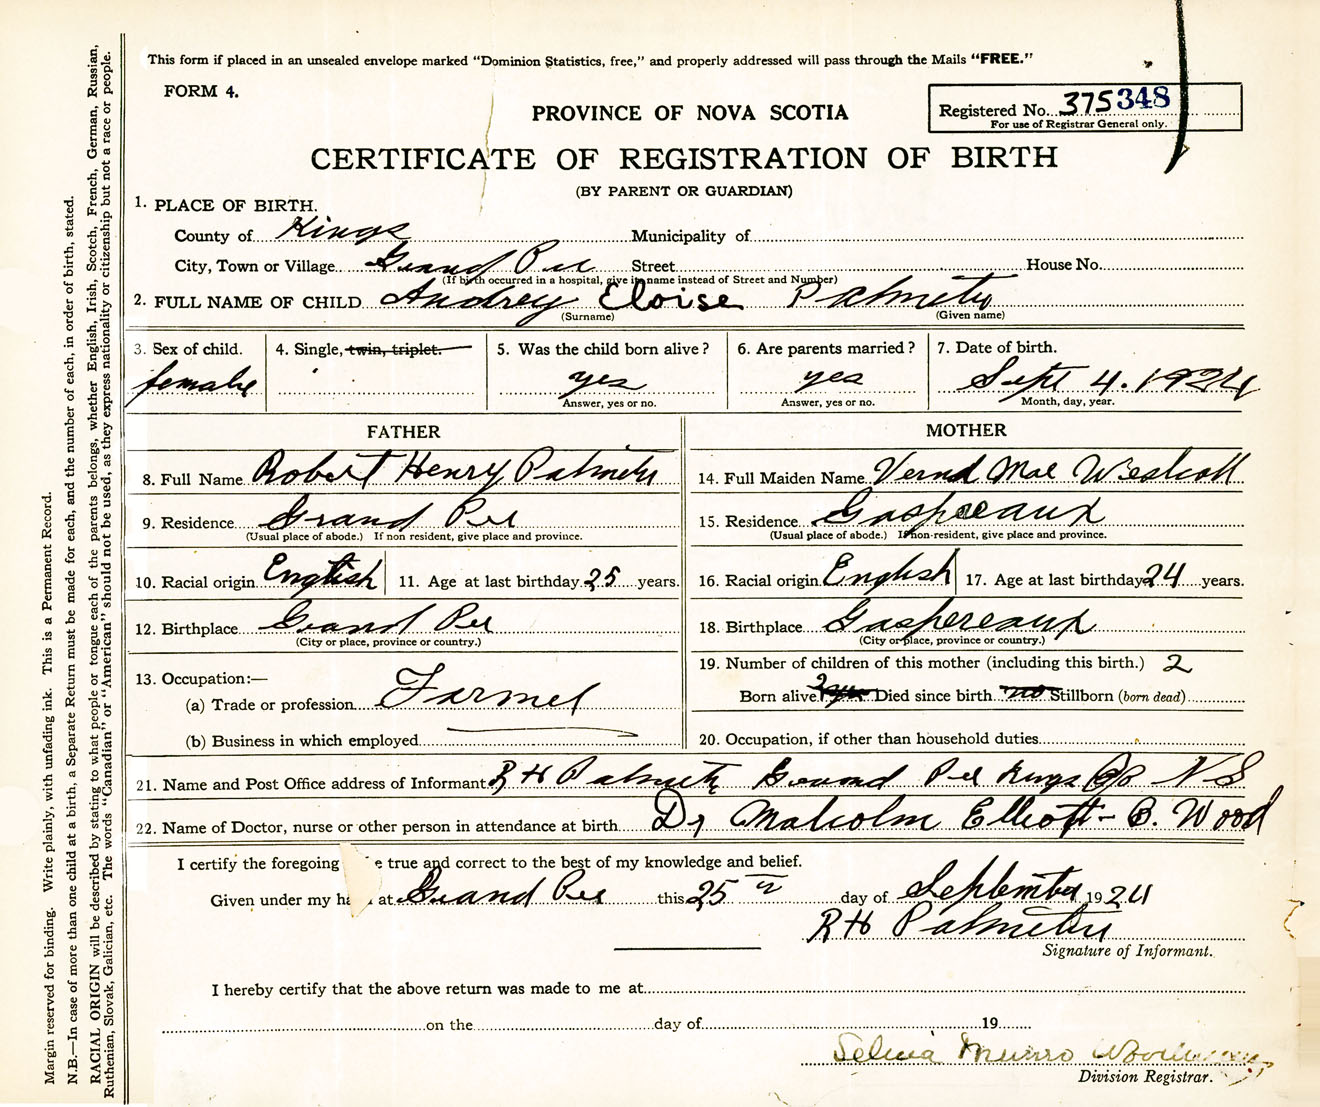 This form if placed in an unsealed envelope marked "Dominion Statistics, free," and properly addressed will pass through the Mails "FREE."
FORM 4.
Registered No. 375348
For use of Registrar General only.
PROVINCE OF NOVA SCOTIA
CERTIFICATE OF REGISTRATION OF BIRTH
(BY PARENT OR GUARDIAN)
1. PLACE OF BIRTH.
County of Kings Municipality of
City, Town or Village Grand Pre Street House No.
(If birth occurred in a hospital, give its name instead of Street and Number)
2. FULL NAME OF CHILD Audrey Eloise Palmeter
(Surname) (Given name)
3. Sex of child. 4. Single, twin, triplet. 5. Was the child born alive? 6. Are parents married? 7. Date of birth.
female yes yes Sept 4. 1924
Answer, yes or no. Answer, yes or no. Month, day, year.
FATHER
8. Full Name Robert Henry Palmeter
9. Residence Grand Pre
(Usual place of abode.) If non resident, give place and province.
10. Racial origin English 11. Age at last birthday 25 years.
12. Birthplace Grand Pre
(City or place, province or country.)
13. Occupation:—
(a) Trade or profession Farmer
(b) Business in which employed
MOTHER
14. Full Maiden Name Mae Westcott
15. Residence Gaspereaux
(Usual place of abode.) If non-resident, give place and province.
16. Racial origin English 17. Age at last birthday 24 years.
18. Birthplace Gaspereaux
(City or place, province or country.)
19. Number of children of this mother (including this birth.) 2
Born alive 2 Died since birth no Stillborn (born dead)
20. Occupation, if other than household duties
21. Name and Post Office address of Informant R H Palmeter Grand Pre Kings Co N S
22. Name of Doctor, nurse or other person in attendance at birth Dr Malcolm Elliott - B. Wood
I certify the foregoing e true and correct to the best of my knowledge and belief.
Given under my ha at Grand Pre this 25 day of September 1924
R H Palmeter
Signature of Informant.
I hereby certify that the above return was made to me at
on the day of 19
Selina Munro
Division Registrar.
Margin reserved for binding. Write plainly, with unfading ink. This is a Permanent Record.
N.B.—In case of more than one child at a birth, a Separate Return must be made for each, and the number of each, in order of birth, stated.
RACIAL ORIGIN will be described by stating to what people or tongue each of the parents belongs, whether English, Irish, Scotch, French, German, Russian,
Ruthenian, Slovak, Galician, etc. The words "Canadian" or "American" should not be used, as they express nationality or citizenship but not a race or people.